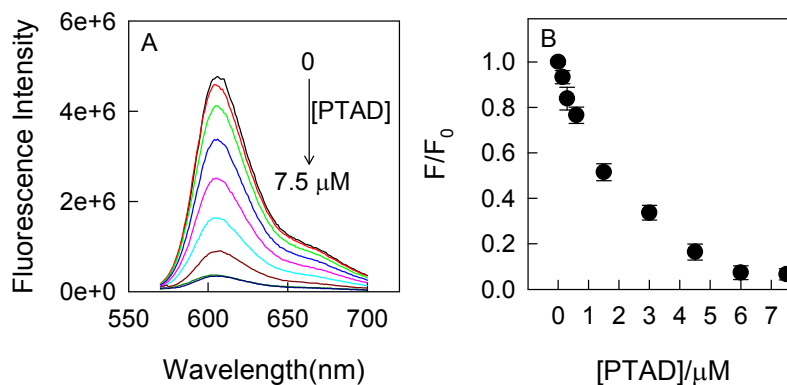 A
6e+6
4e+6
2e+6
0e+0
Fluorescence Intensity
0
[PTAD]
7.5 μM
550 600 650 700
Wavelength(nm)
B
1.0
0.8
0.6
0.4
0.2
0.0
F/F₀
0 1 2 3 4 5 6 7
[PTAD]/μM